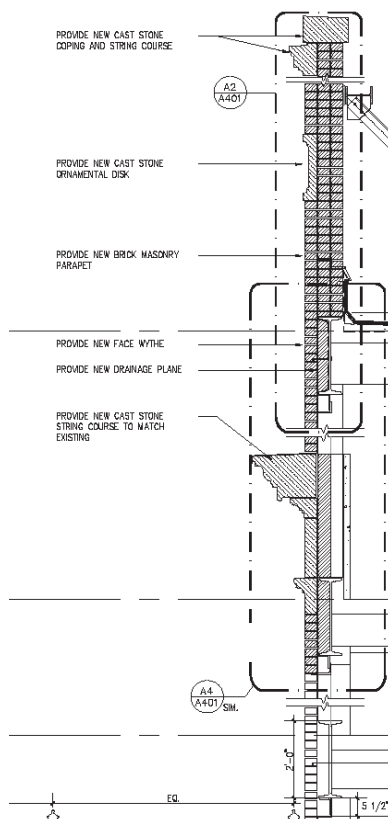 PROVIDE NEW CAST STONE
COPING AND STRING COURSE
A2
A401
PROVIDE NEW CAST STONE
ORNAMENTAL DISK
PROVIDE NEW BRICK MASONRY
PARAPET
PROVIDE NEW FACE WYTHE
PROVIDE NEW DRAINAGE PLANE
PROVIDE NEW CAST STONE
STRING COURSE TO MATCH
EXISTING
A4
A401
SIM.
2'-0"
EQ.
5 1/2"